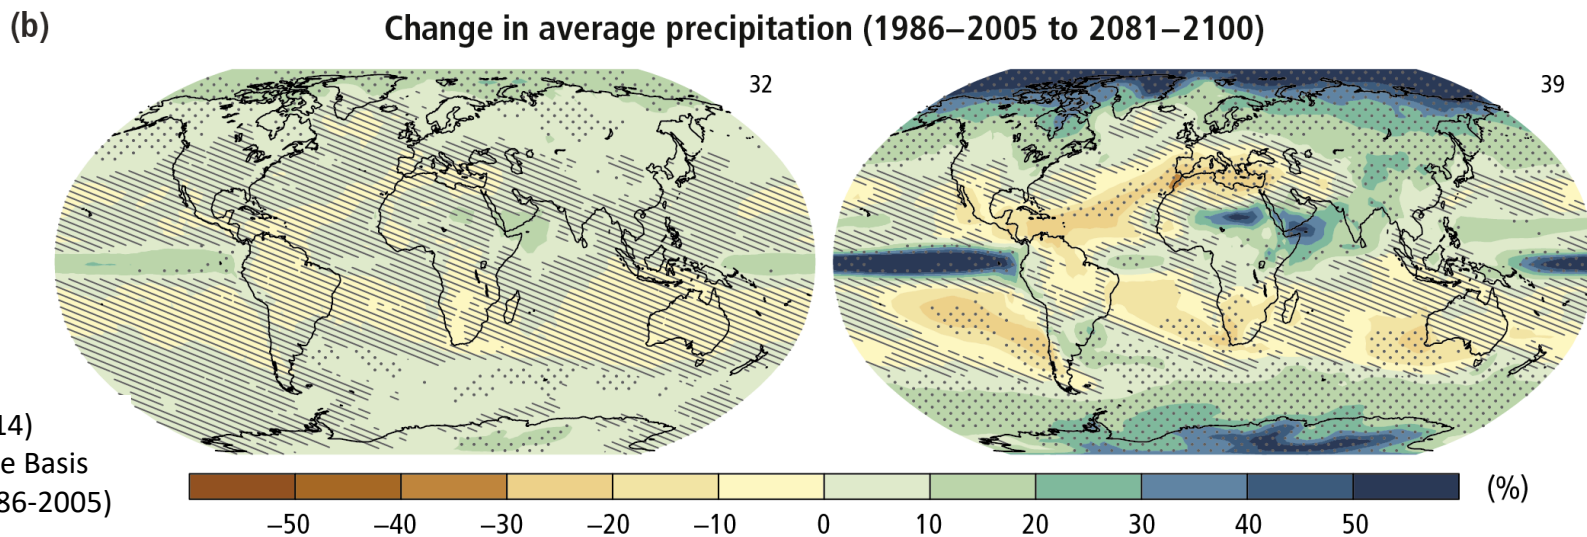 (b)
Change in average precipitation (1986–2005 to 2081–2100)
32
39
14)
e Basis
86-2005)
(%)
−50 −40 −30 −20 −10 0 10 20 30 40 50